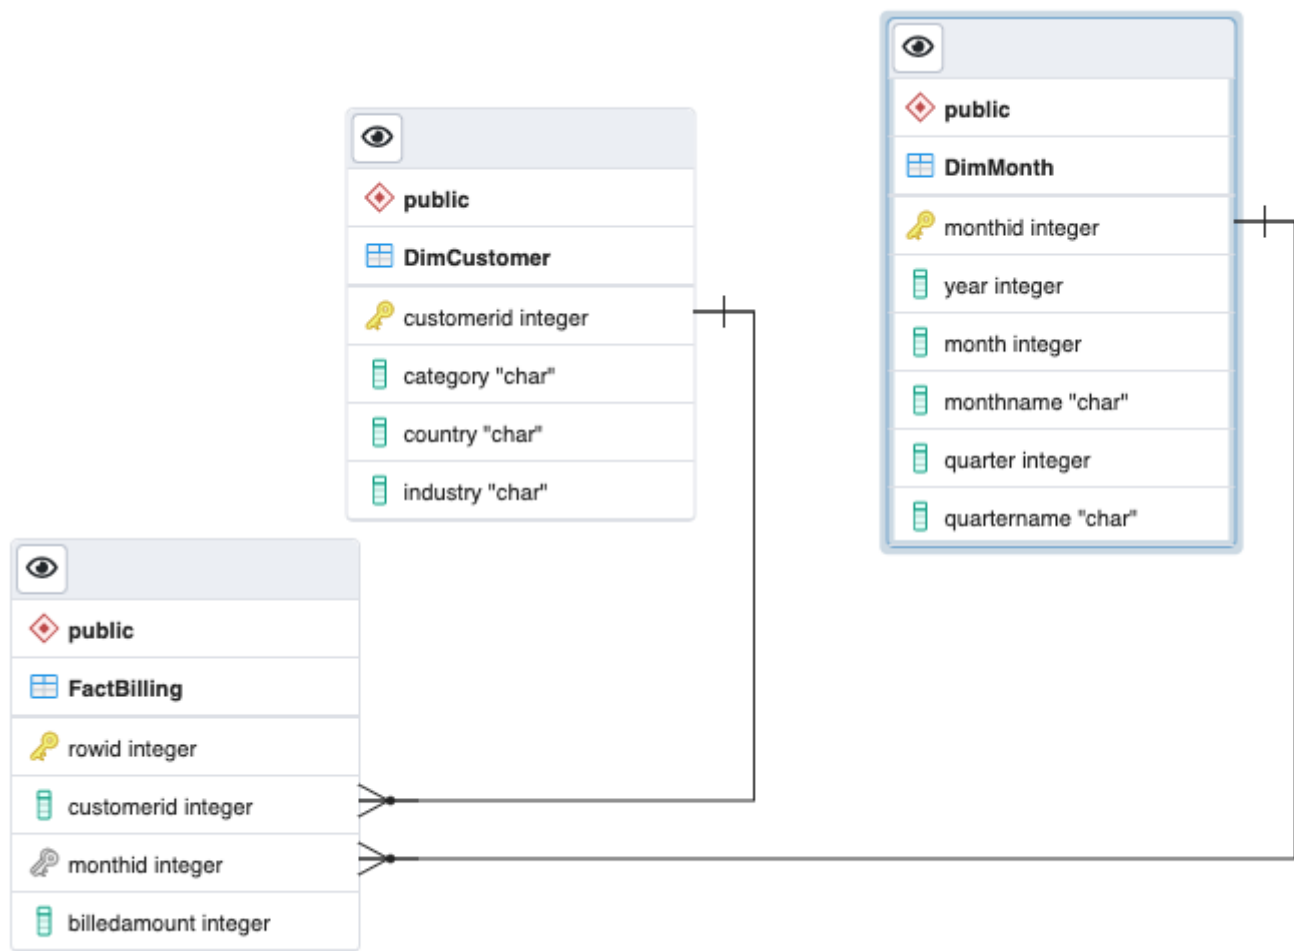 public
DimCustomer
customerid integer
category "char"
country "char"
industry "char"
public
DimMonth
monthid integer
year integer
month integer
monthname "char"
quarter integer
quartername "char"
public
FactBilling
rowid integer
customerid integer
monthid integer
billedamount integer